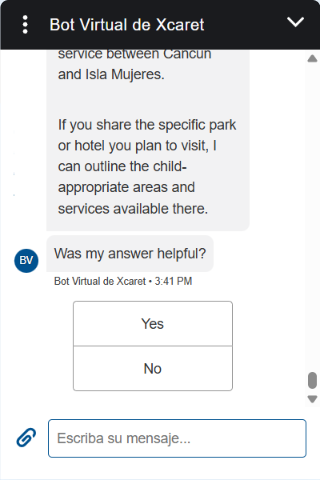 Bot Virtual de Xcaret
service between Cancun
and Isla Mujeres.
If you share the specific park
or hotel you plan to visit, I
can outline the child-
appropriate areas and
services available there.
Was my answer helpful?
BV
Bot Virtual de Xcaret • 3:41 PM
Yes
No
Escriba su mensaje...